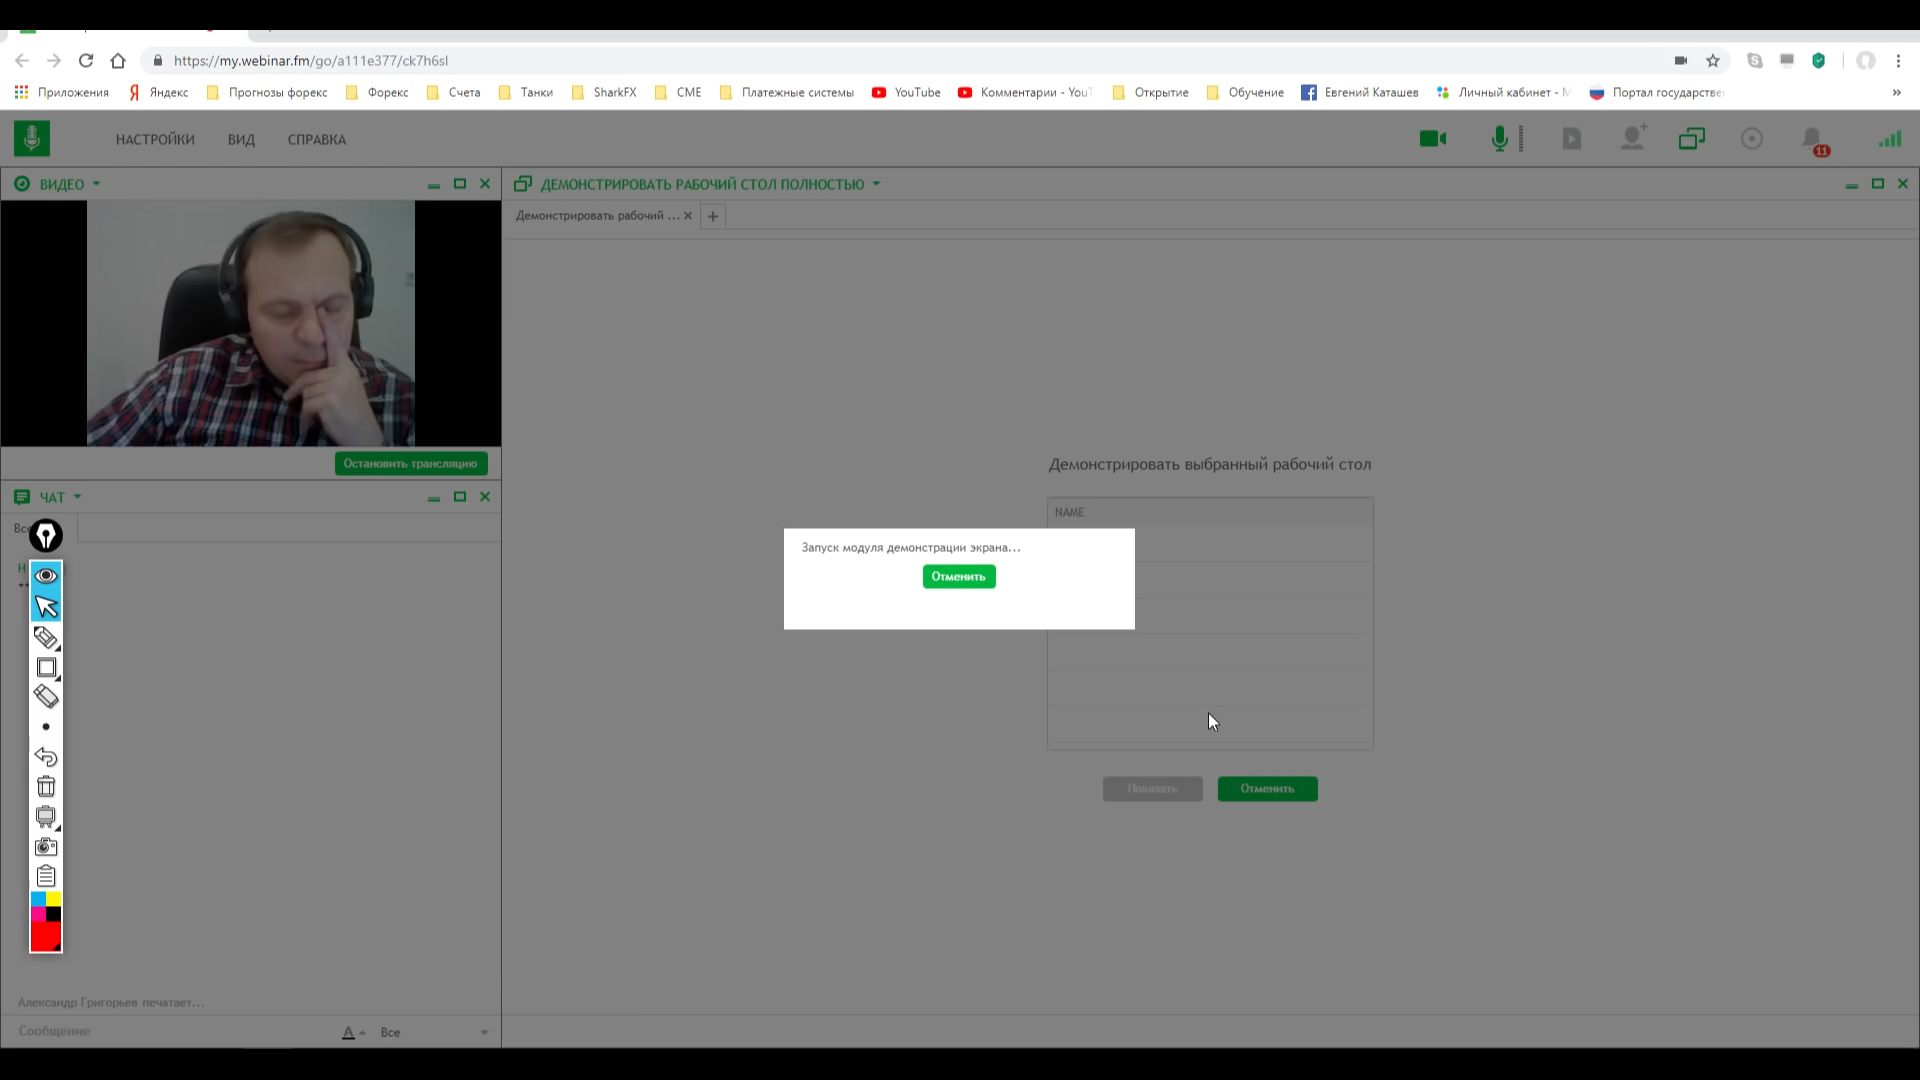 https://my.webinar.fm/go/a111e377/ck7h6sl
Приложения
Яндекс
Прогнозы форекс
Форекс
Счета
Танки
SharkFX
CME
Платежные системы
YouTube
Комментарии - You
Открытие
Обучение
Евгений Каташев
Личный кабинет -
Портал государстве
»
НАСТРОЙКИ
ВИД
СПРАВКА
11
ВИДЕО
ДЕМОНСТРИРОВАТЬ РАБОЧИЙ СТОЛ ПОЛНОСТЬЮ
Демонстрировать рабочий ...
Остановить трансляцию
Демонстрировать выбранный рабочий стол
ЧАТ
NAME
Все
Запуск модуля демонстрации экрана...
Отменить
Показать
Отменить
Александр Григорьев печатает...
Сообщение
A
Все